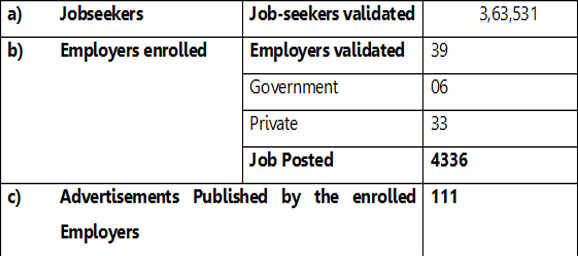 a) Jobseekers Job-seekers validated 3,63,531
b) Employers enrolled Employers validated 39
Government 06
Private 33
Job Posted 4336
c) Advertisements Published by the enrolled 111
Employers